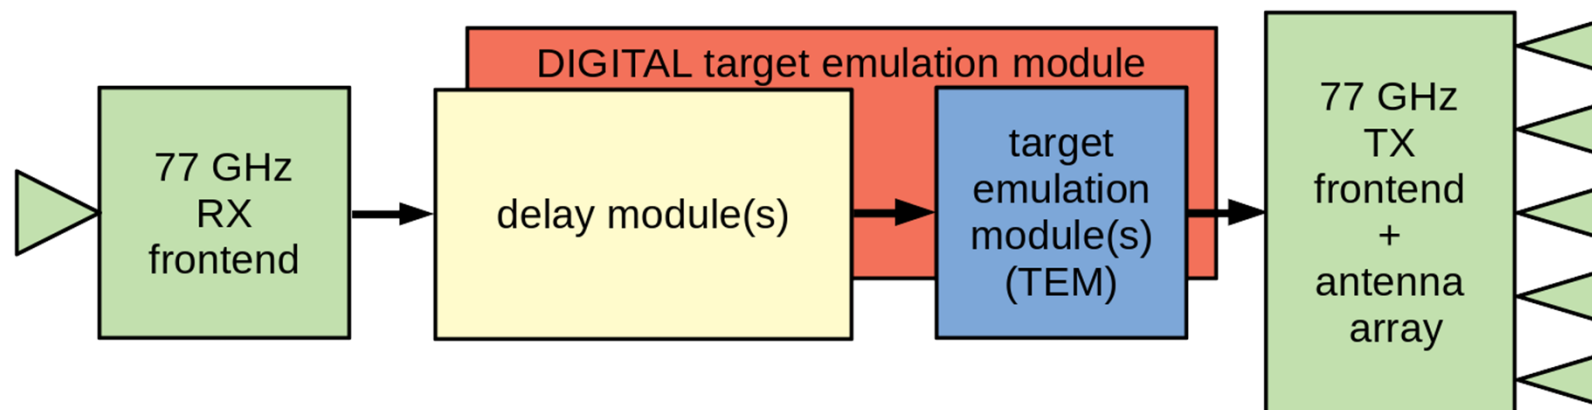 DIGITAL target emulation module
77 GHz
RX
frontend
delay module(s)
target
emulation
module(s)
(TEM)
77 GHz
TX
frontend
+
antenna
array